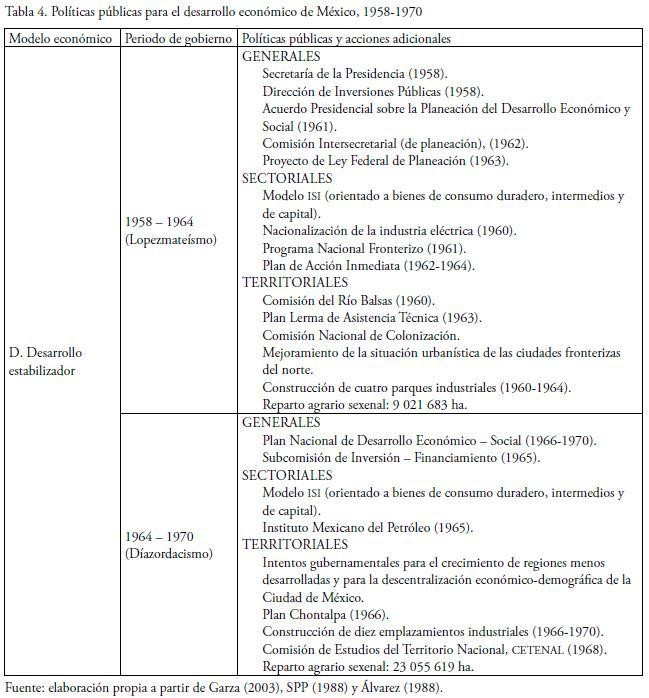 Tabla 4. Políticas públicas para el desarrollo económico de México, 1958-1970
Modelo económico
Periodo de gobierno
Políticas públicas y acciones adicionales
D. Desarrollo
estabilizador
1958 – 1964
(Lopezmateísmo)
GENERALES
Secretaría de la Presidencia (1958).
Dirección de Inversiones Públicas (1958).
Acuerdo Presidencial sobre la Planeación del Desarrollo Económico y
Social (1961).
Comisión Intersecretarial (de planeación), (1962).
Proyecto de Ley Federal de Planeación (1963).
SECTORIALES
Modelo ISI (orientado a bienes de consumo duradero, intermedios y
de capital).
Nacionalización de la industria eléctrica (1960).
Programa Nacional Fronterizo (1961).
Plan de Acción Inmediata (1962-1964).
TERRITORIALES
Comisión del Río Balsas (1960).
Plan Lerma de Asistencia Técnica (1963).
Comisión Nacional de Colonización.
Mejoramiento de la situación urbanística de las ciudades fronterizas
del norte.
Construcción de cuatro parques industriales (1960-1964).
Reparto agrario sexenal: 9 021 683 ha.
1964 – 1970
(Díazordacismo)
GENERALES
Plan Nacional de Desarrollo Económico – Social (1966-1970).
Subcomisión de Inversión – Financiamiento (1965).
SECTORIALES
Modelo ISI (orientado a bienes de consumo duradero, intermedios y
de capital).
Instituto Mexicano del Petróleo (1965).
TERRITORIALES
Intentos gubernamentales para el crecimiento de regiones menos
desarrolladas y para la descentralización económico-demográfica de la
Ciudad de México.
Plan Chontalpa (1966).
Construcción de diez emplazamientos industriales (1966-1970).
Comisión de Estudios del Territorio Nacional, CETENAL (1968).
Reparto agrario sexenal: 23 055 619 ha.
Fuente: elaboración propia a partir de Garza (2003), SPP (1988) y Álvarez (1988).